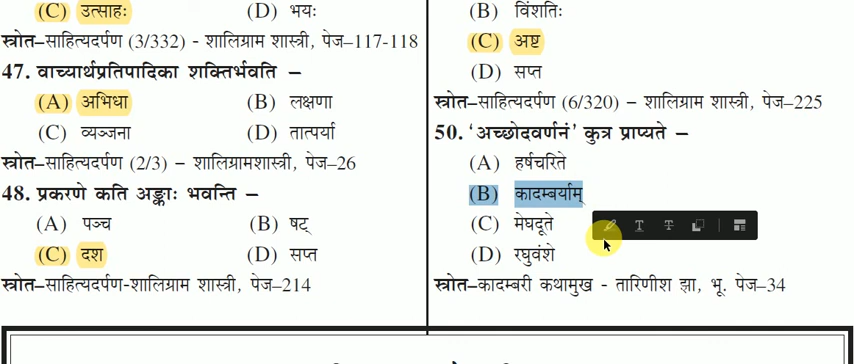 (C) उत्साहः (D) भयः
स्त्रोत–साहित्यदर्पण (3/332) - शालिग्राम शास्त्री, पेज–117-118
47. वाच्यार्थप्रतिपादिका शक्तिर्भवति –
(A) अभिधा (B) लक्षणा
(C) व्यञ्जना (D) तात्पर्या
स्त्रोत–साहित्यदर्पण (2/3) – शालिग्रामशास्त्री, पेज–26
48. प्रकरणे कति अङ्काः भवन्ति –
(A) पञ्च (B) षट्
(C) दश (D) सप्त
स्त्रोत–साहित्यदर्पण-शालिग्राम शास्त्री, पेज–214
(B) विंशतिः
(C) अष्ट
(D) सप्त
स्त्रोत–साहित्यदर्पण (6/320) – शालिग्राम शास्त्री, पेज–225
50. ‘अच्छोदवर्णनं’ कुत्र प्राप्यते –
(A) हर्षचरिते
(B) कादम्बर्याम्
(C) मेघदूते
(D) रघुवंशे
स्त्रोत–कादम्बरी कथामुख - तारिणीश झा, भू. पेज–34